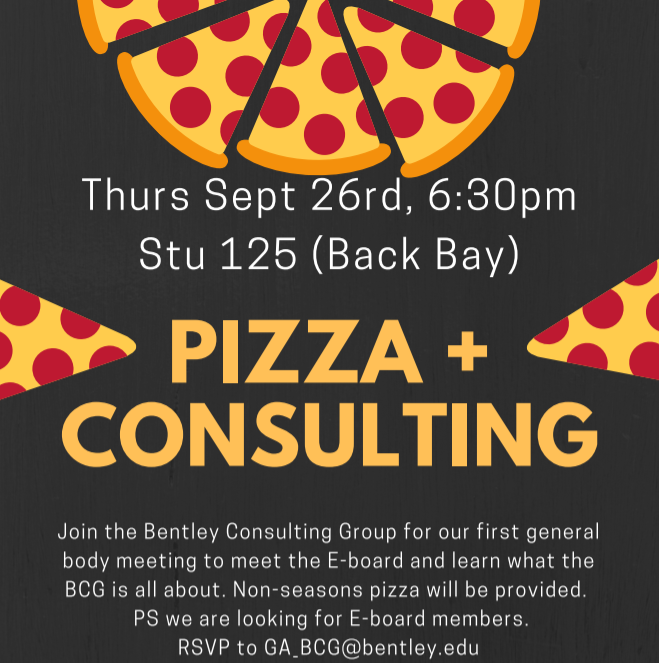 Thurs Sept 26rd, 6:30pm
Stu 125 (Back Bay)
PIZZA +
CONSULTING
Join the Bentley Consulting Group for our first general
body meeting to meet the E-board and learn what the
BCG is all about. Non-seasons pizza will be provided.
PS we are looking for E-board members.
RSVP to GA_BCG@bentley.edu